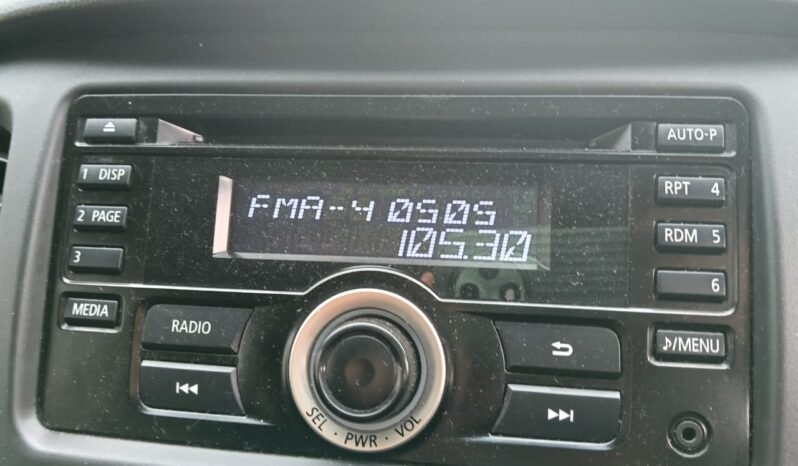 AUTO-P
1 DISP
2 PAGE
3
RPT 4
RDM 5
6
FMA-4 0505
105.30
MEDIA
RADIO
♪/MENU
SEL · PWR · VOL